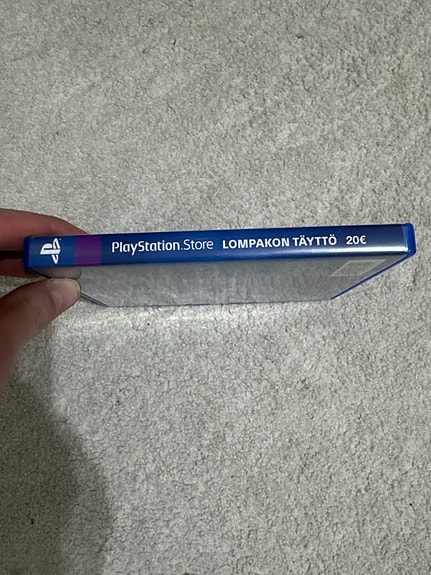 PlayStation Store LOMPAKON TÄYTTÖ 20€